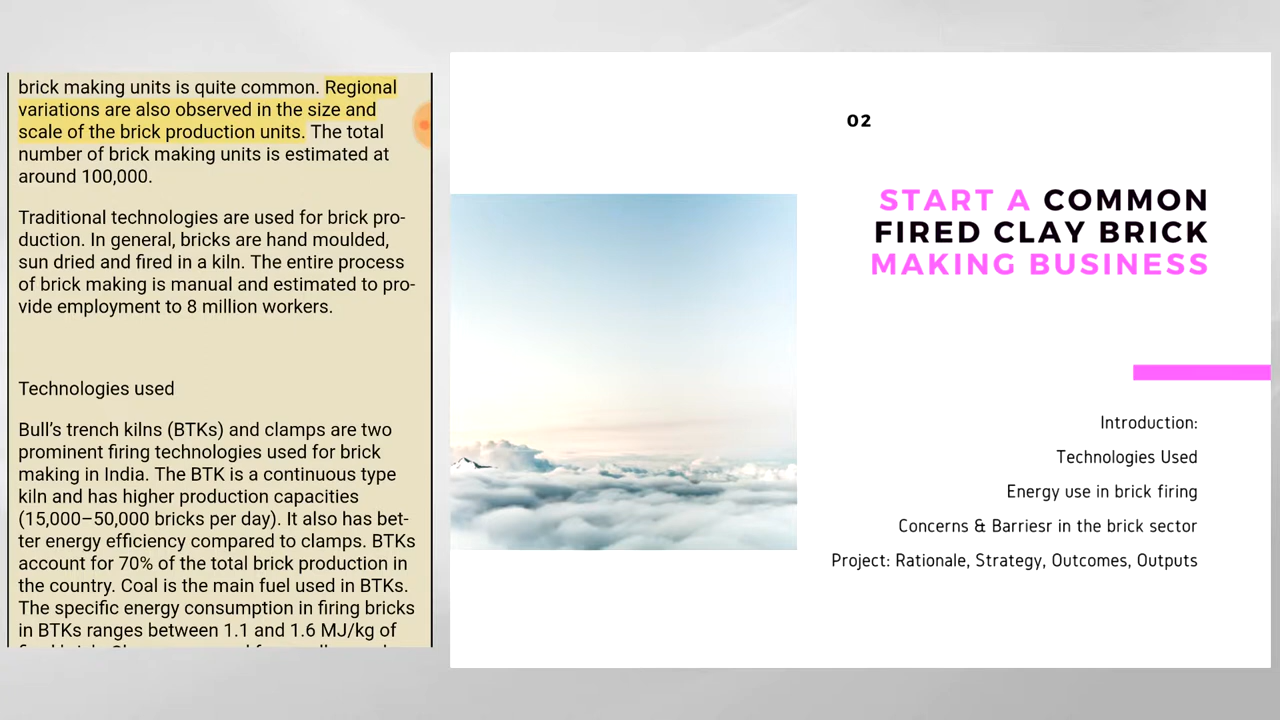 brick making units is quite common. Regional
variations are also observed in the size and
scale of the brick production units. The total
number of brick making units is estimated at
around 100,000.
Traditional technologies are used for brick pro-
duction. In general, bricks are hand moulded,
sun dried and fired in a kiln. The entire process
of brick making is manual and estimated to pro-
vide employment to 8 million workers.
Technologies used
Bull’s trench kilns (BTKs) and clamps are two
prominent firing technologies used for brick
making in India. The BTK is a continuous type
kiln and has higher production capacities
(15,000–50,000 bricks per day). It also has bet-
ter energy efficiency compared to clamps. BTKs
account for 70% of the total brick production in
the country. Coal is the main fuel used in BTKs.
The specific energy consumption in firing bricks
in BTKs ranges between 1.1 and 1.6 MJ/kg of
02
START A COMMON
FIRED CLAY BRICK
MAKING BUSINESS
Introduction:
Technologies Used
Energy use in brick firing
Concerns & Barriesr in the brick sector
Project: Rationale, Strategy, Outcomes, Outputs